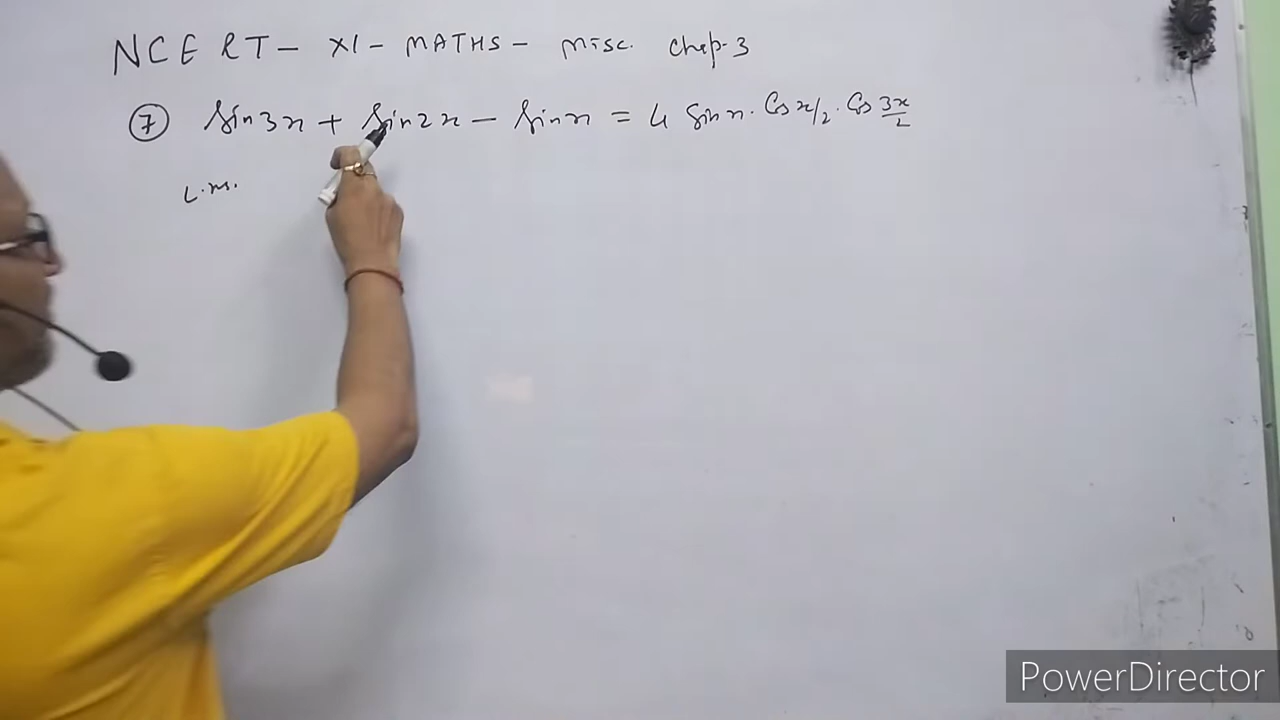 NCERT - XI - MATHS - Misc. Chap-3
⑦ Sin3x + Sin2x - Sinx = 4 Sinx. Cos x/2. Cos 3x/2
L.H.S.
PowerDirector